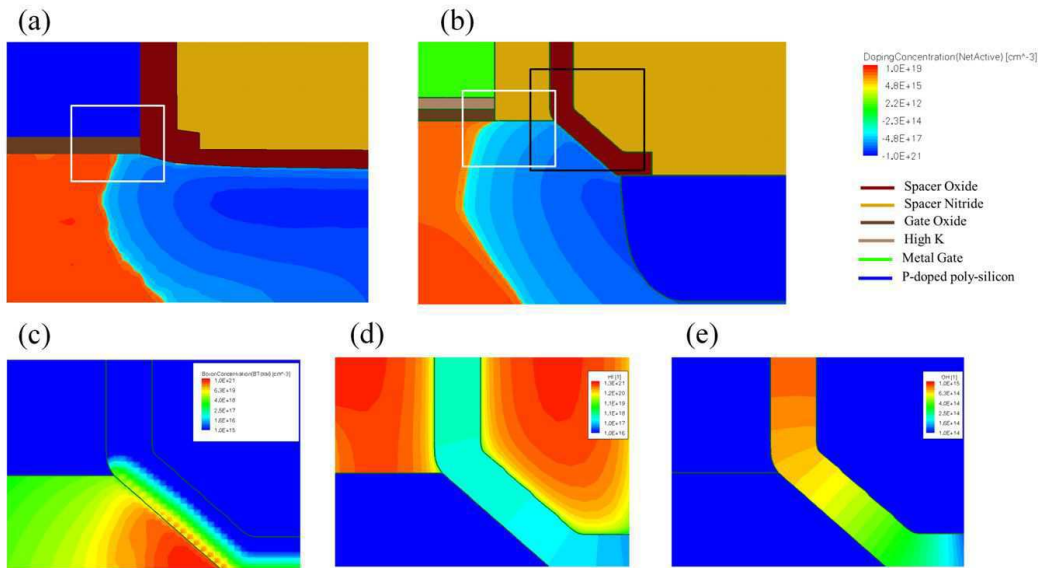 (a)
(b)
DopingConcentration(NetActive) [cm^-3]
1.0E+19
4.8E+15
2.2E+12
-2.3E+14
-4.8E+17
-1.0E+21
Spacer Oxide
Spacer Nitride
Gate Oxide
High K
Metal Gate
P-doped poly-silicon
(c)
(d)
(e)
1.0E+21
6.3E+19
4.0E+18
2.5E+17
1.6E+16
1.0E+15
HI [1]
1.3E+21
1.2E+20
1.1E+19
1.1E+18
1.0E+17
1.0E+16
OH [1]
1.0E+15
6.3E+14
4.0E+14
2.5E+14
1.0E+14